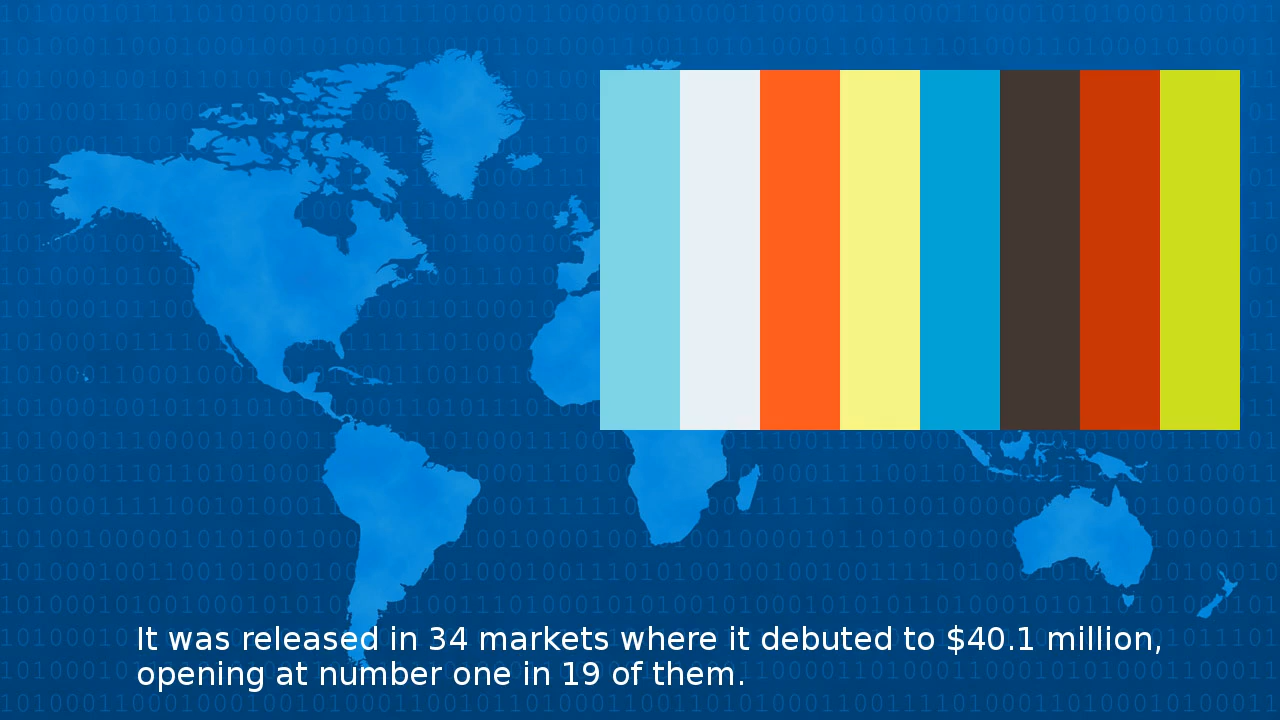 It was released in 34 markets where it debuted to $40.1 million,
opening at number one in 19 of them.